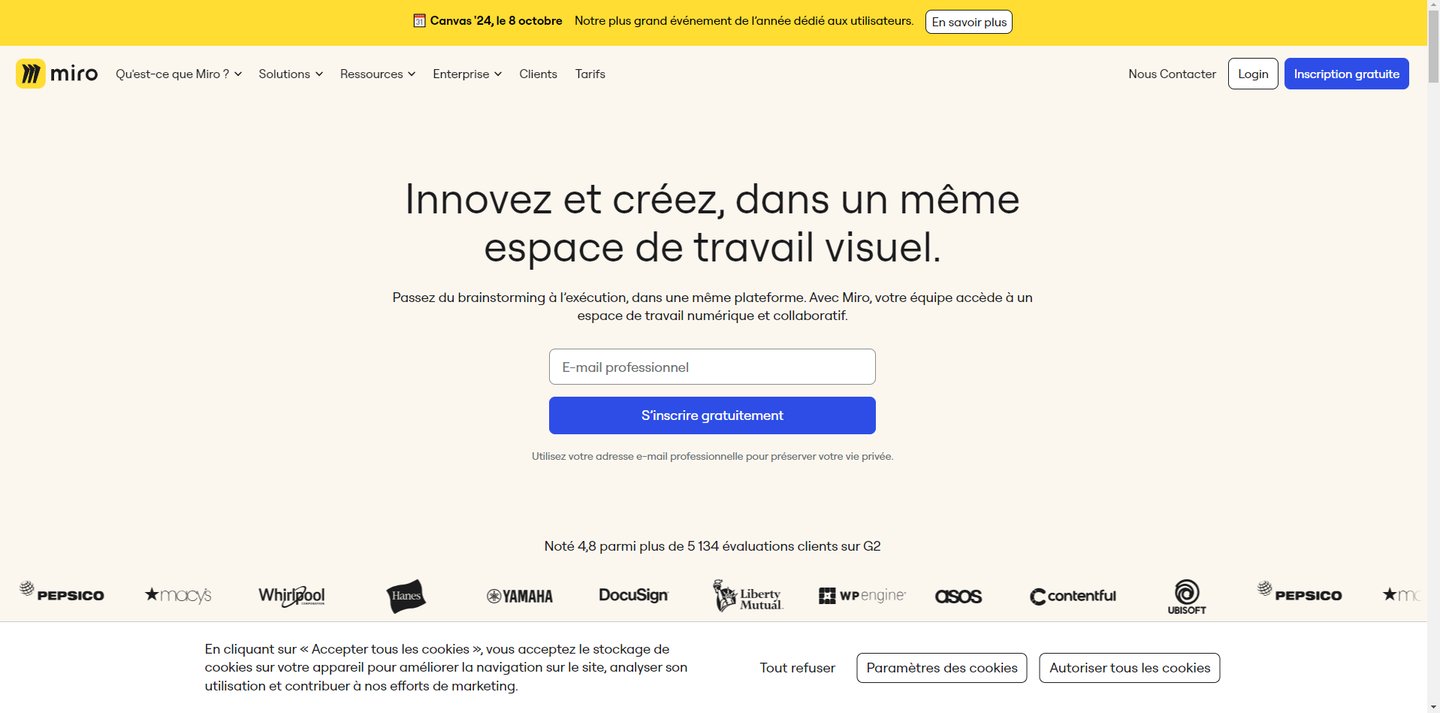 31 Canvas '24, le 8 octobre Notre plus grand événement de l’année dédié aux utilisateurs. En savoir plus
miro Qu'est-ce que Miro ? Solutions Ressources Enterprise Clients Tarifs Nous Contacter Login Inscription gratuite
Innovez et créez, dans un même
espace de travail visuel.
Passez du brainstorming à l’exécution, dans une même plateforme. Avec Miro, votre équipe accède à un
espace de travail numérique et collaboratif.
E-mail professionnel
S’inscrire gratuitement
Utilisez votre adresse e-mail professionnelle pour préserver votre vie privée.
Noté 4,8 parmi plus de 5 134 évaluations clients sur G2
PEPSICO macy's Whirlpool CORPORATION Hanes YAMAHA DocuSign Liberty Mutual. WP engine asos contentful UBISOFT PEPSICO
En cliquant sur « Accepter tous les cookies », vous acceptez le stockage de
cookies sur votre appareil pour améliorer la navigation sur le site, analyser son
utilisation et contribuer à nos efforts de marketing.
Tout refuser Paramètres des cookies Autoriser tous les cookies